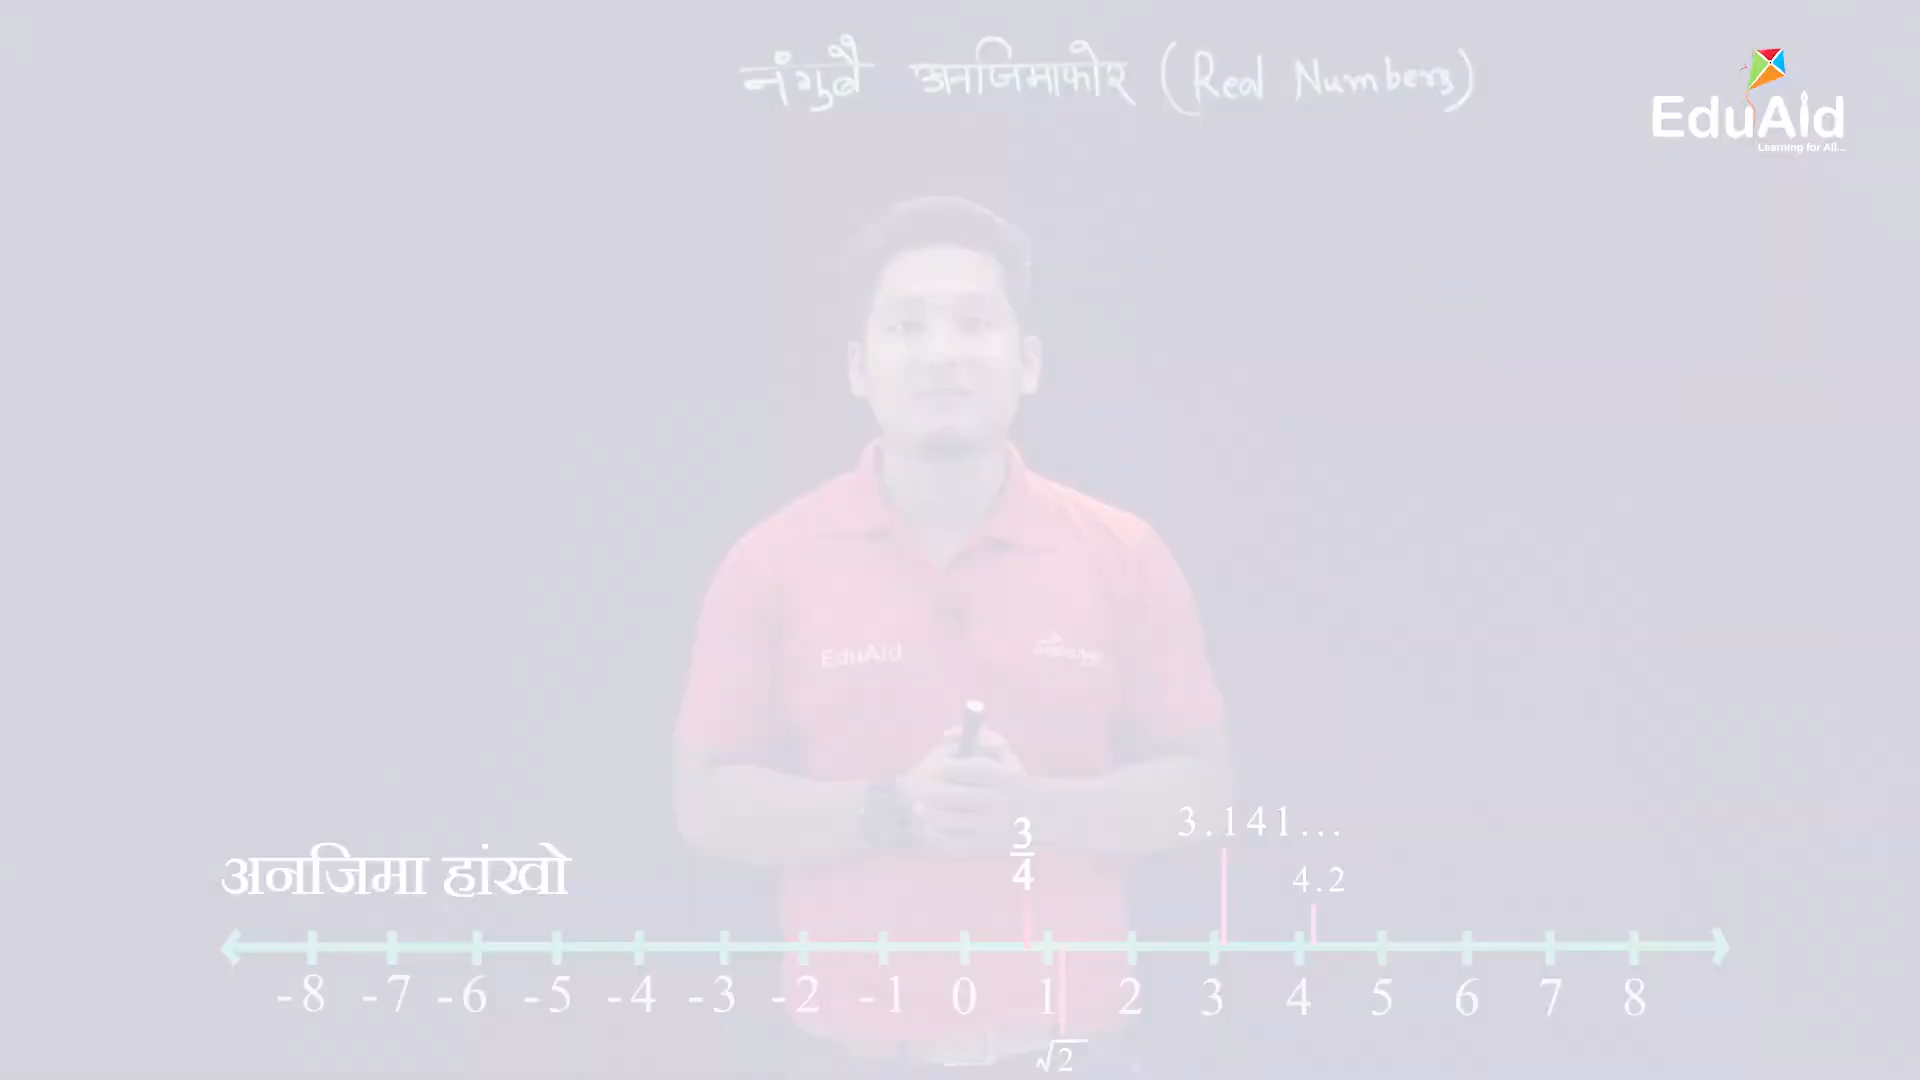 नंगुबै अनजिमाफोर (Real Numbers)
EduAid
Learning for All...
EduAid
3.141...
3/4
4.2
अनजिमा हांखो
-8 -7 -6 -5 -4 -3 -2 -1 0 1 2 3 4 5 6 7 8
√2